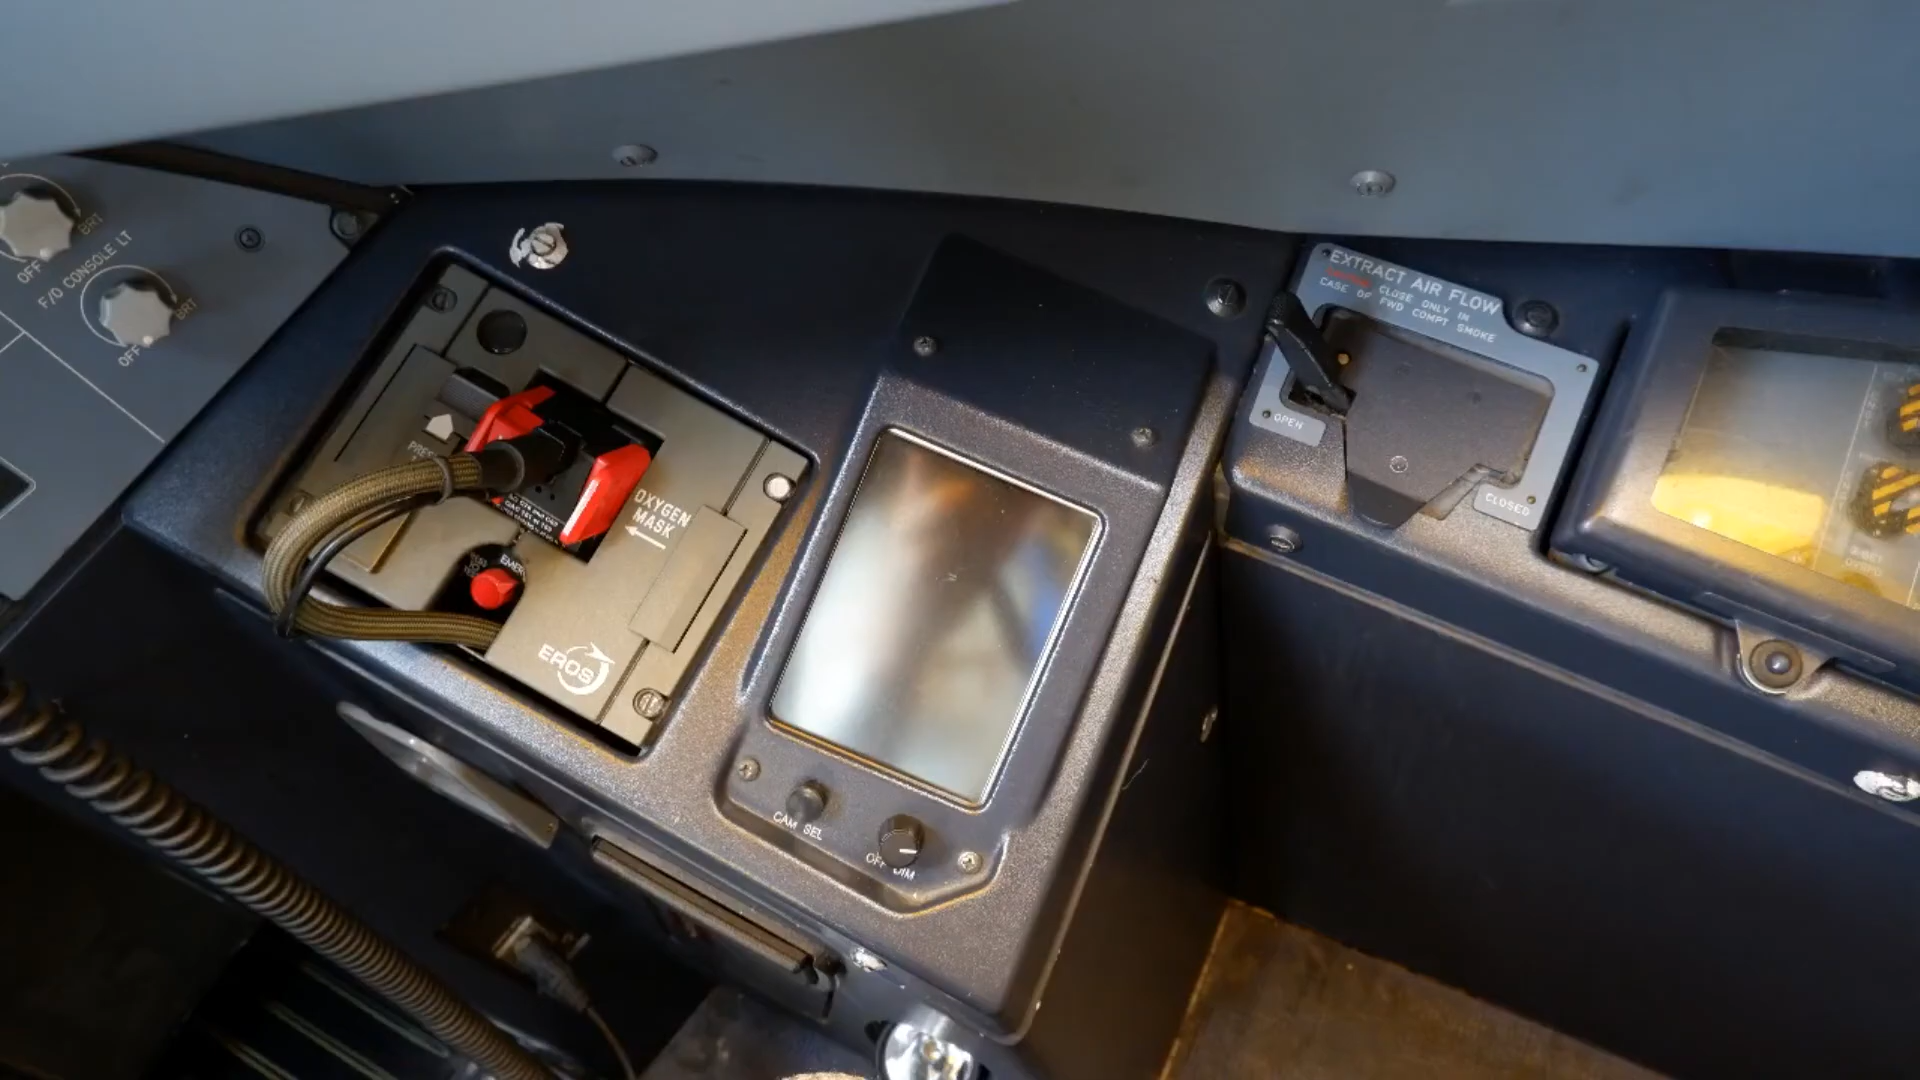 BRT
OFF
F/O CONSOLE LT
BRT
OFF
OXYGEN
MASK
EMER
EROS
CAM SEL
OFF DIM
EXTRACT AIR FLOW
CLOSE ONLY IN
CASE OF FWD COMPT SMOKE
OPEN
CLOSED